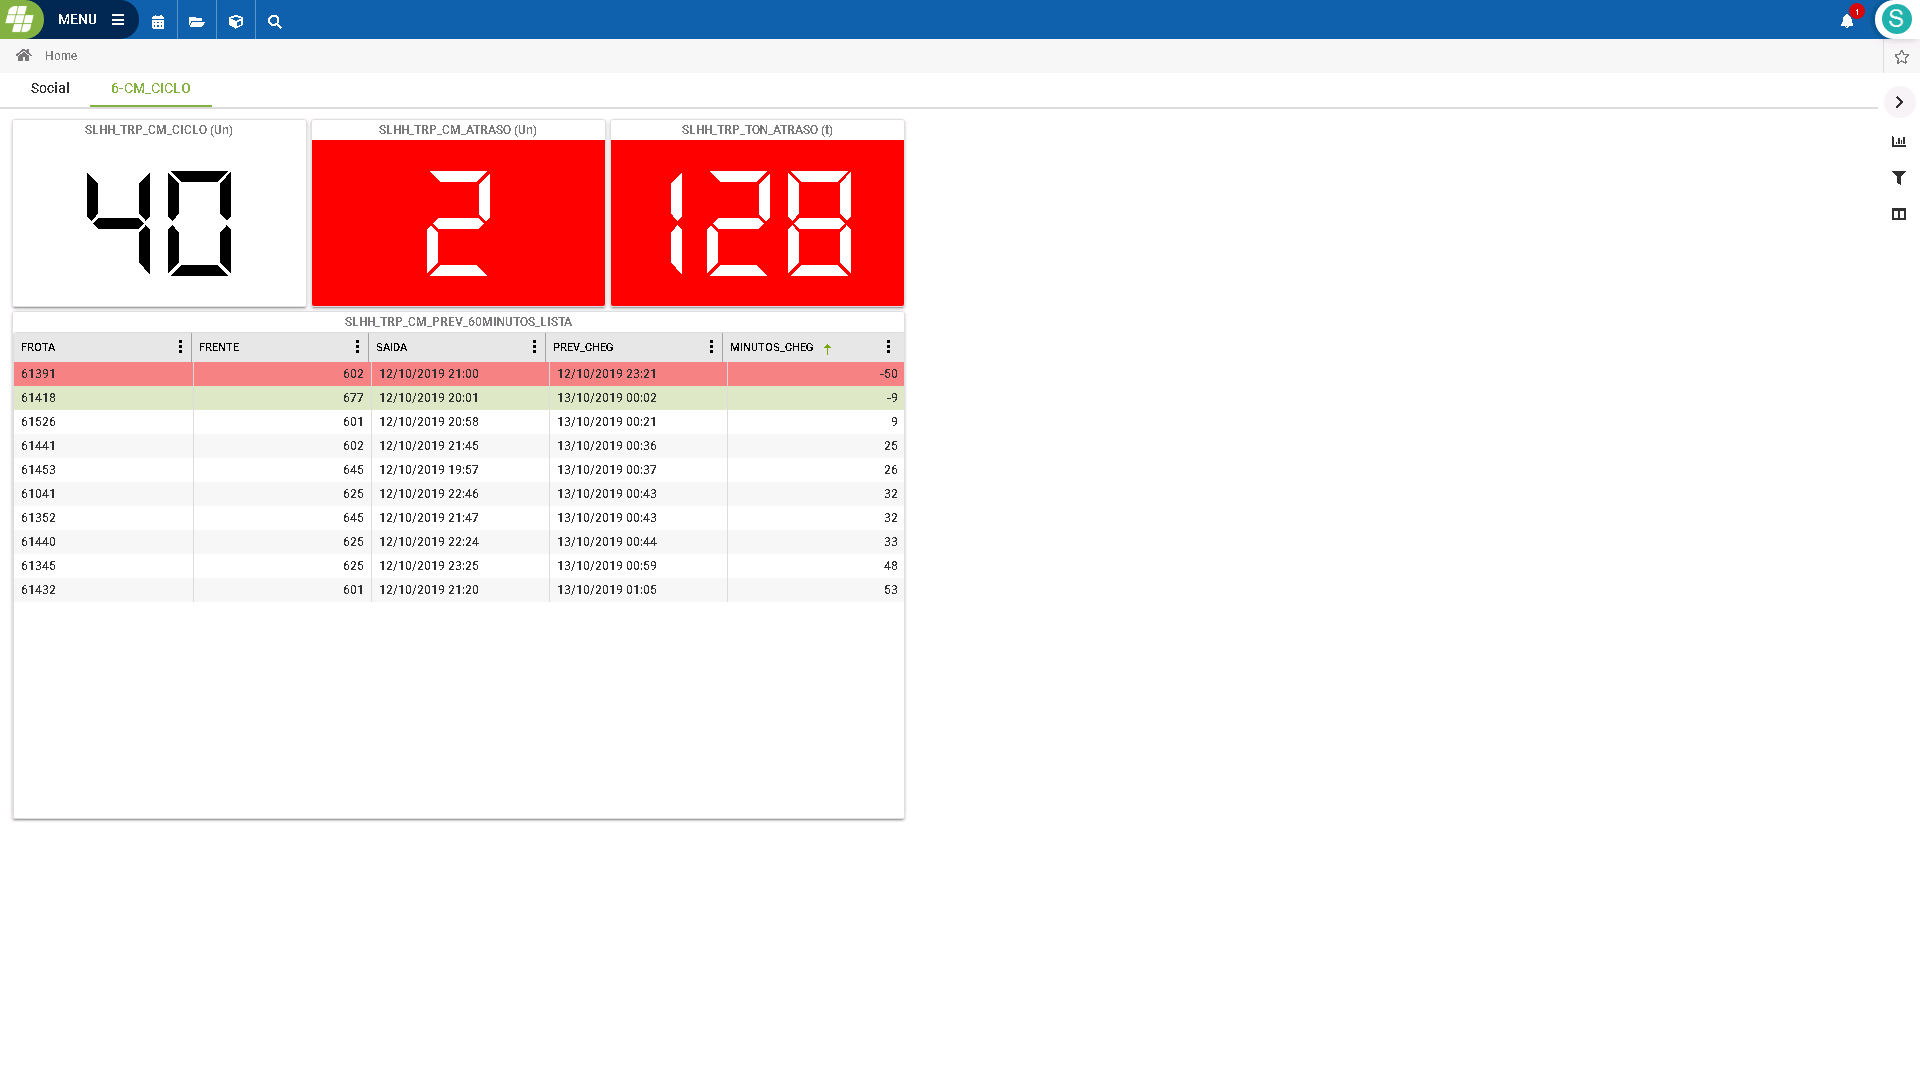 MENU
1
S
Home
Social 6-CM_CICLO
SLHH_TRP_CM_CICLO (Un) SLHH_TRP_CM_ATRASO (Un) SLHH_TRP_TON_ATRASO (t)
40 2 128
SLHH_TRP_CM_PREV_60MINUTOS_LISTA
FROTA FRENTE SAIDA PREV_CHEG MINUTOS_CHEG
61391 602 12/10/2019 21:00 12/10/2019 23:21 -50
61418 677 12/10/2019 20:01 13/10/2019 00:02 -9
61526 601 12/10/2019 20:58 13/10/2019 00:21 9
61441 602 12/10/2019 21:45 13/10/2019 00:36 25
61453 645 12/10/2019 19:57 13/10/2019 00:37 26
61041 625 12/10/2019 22:46 13/10/2019 00:43 32
61352 645 12/10/2019 21:47 13/10/2019 00:43 32
61440 625 12/10/2019 22:24 13/10/2019 00:44 33
61345 625 12/10/2019 23:25 13/10/2019 00:59 48
61432 601 12/10/2019 21:20 13/10/2019 01:05 53